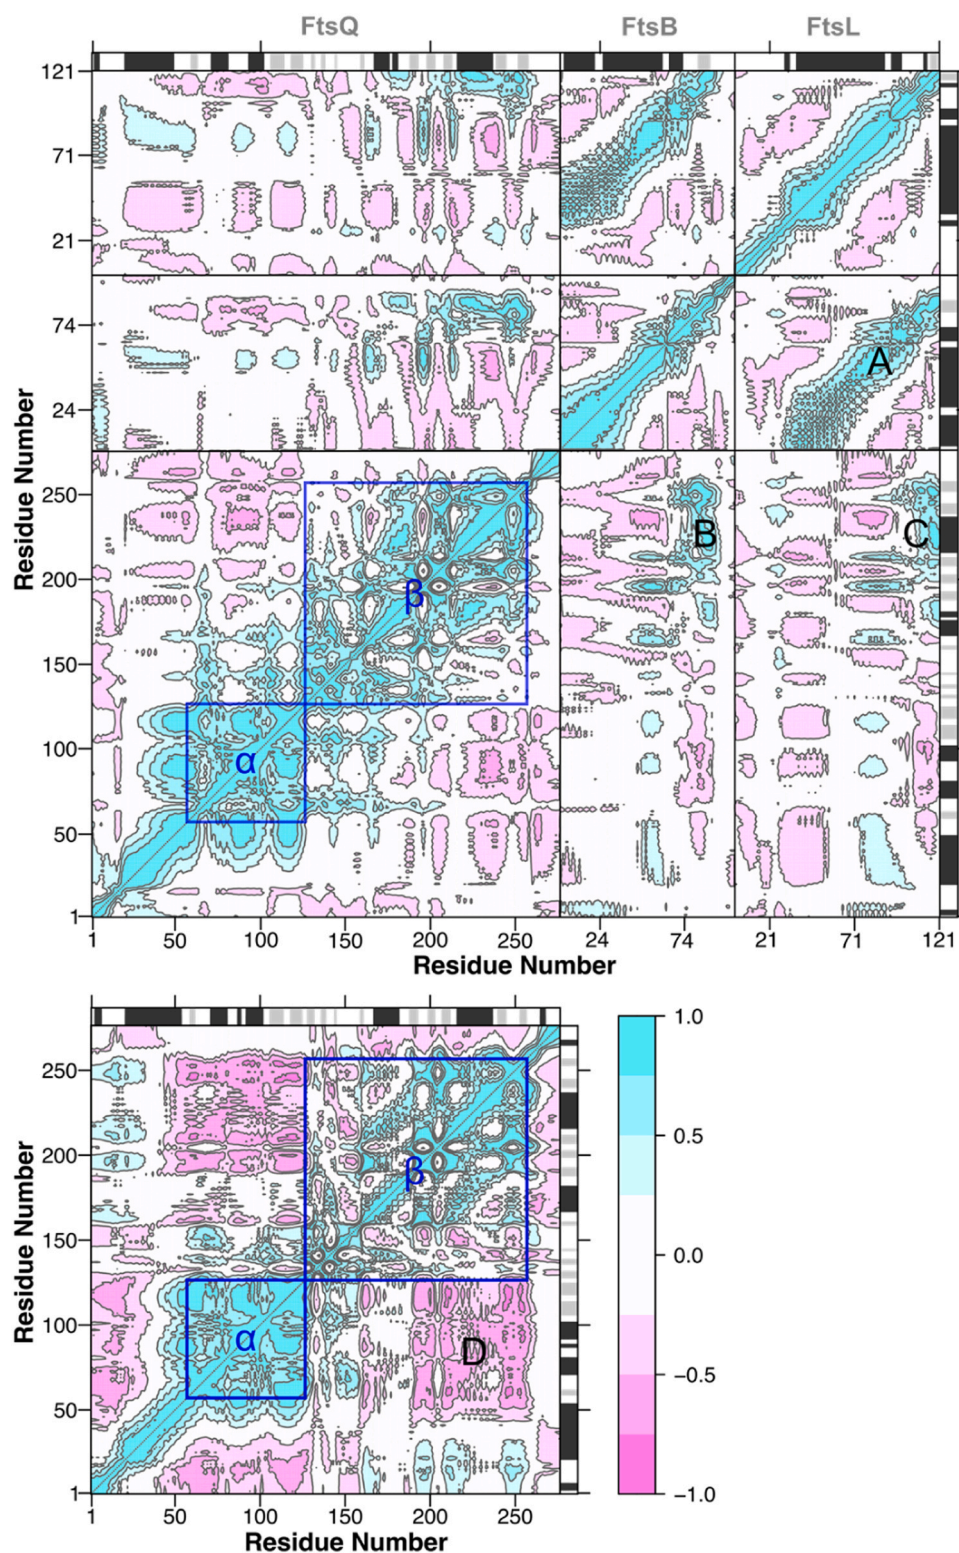 FtsQ FtsB FtsL
121
71
21
74
A
24
Residue Number
250
B C
200
β
150
100
α
50
1
1 50 100 150 200 250 24 74 21 71 121
Residue Number
1.0
250
0.5
200
β
Residue Number
150
0.0
100
α D
−0.5
50
1
−1.0
1 50 100 150 200 250
Residue Number